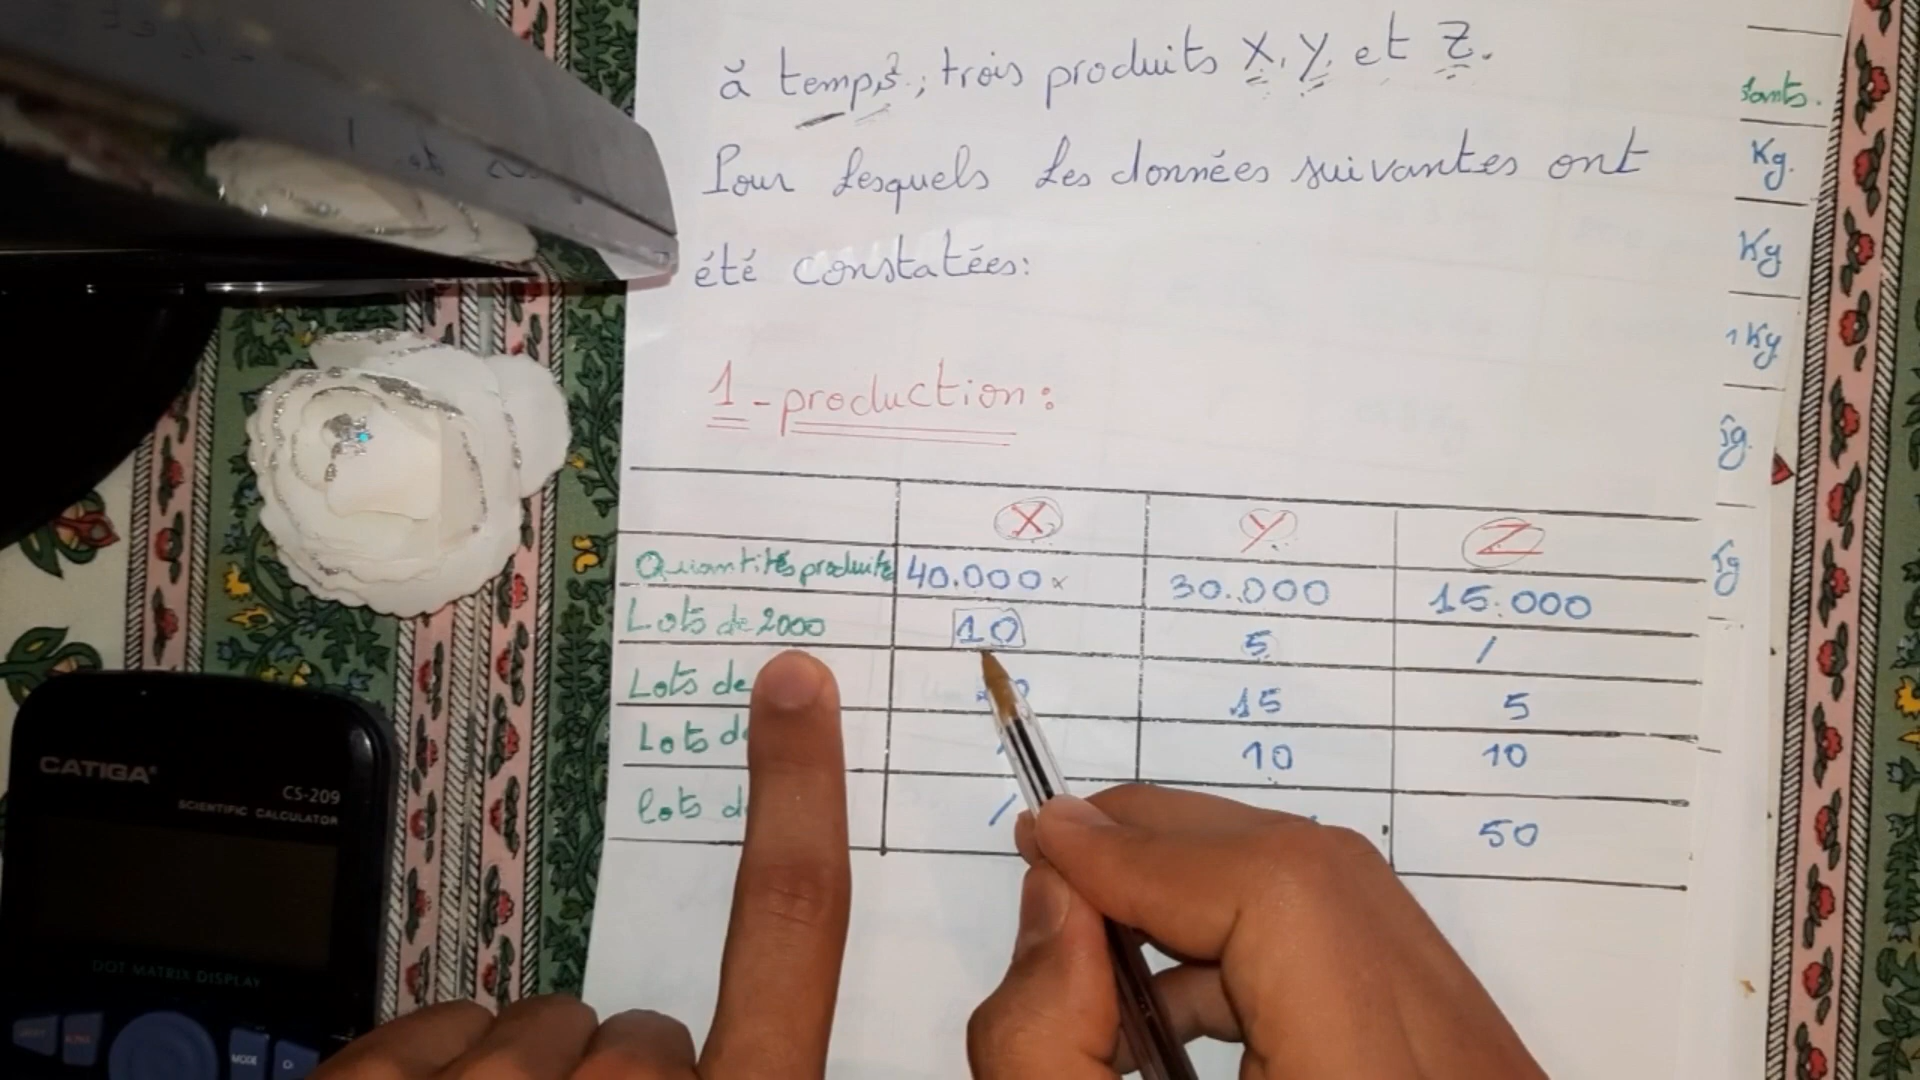 à temps, trois produits X, Y, et Z.
Pour lesquels les données suivantes ont
été constatées:
1 - production:
X Y Z
Quantités produites 40.000 x 30.000 15.000
Lots de 2000 10 5 /
Lots de 15 5
Lots 10 10
Lots / 50
Kg.
Kg
1 Kg
CATIGA
CS-209
SCIENTIFIC CALCULATOR
DOT MATRIX DISPLAY
MODE